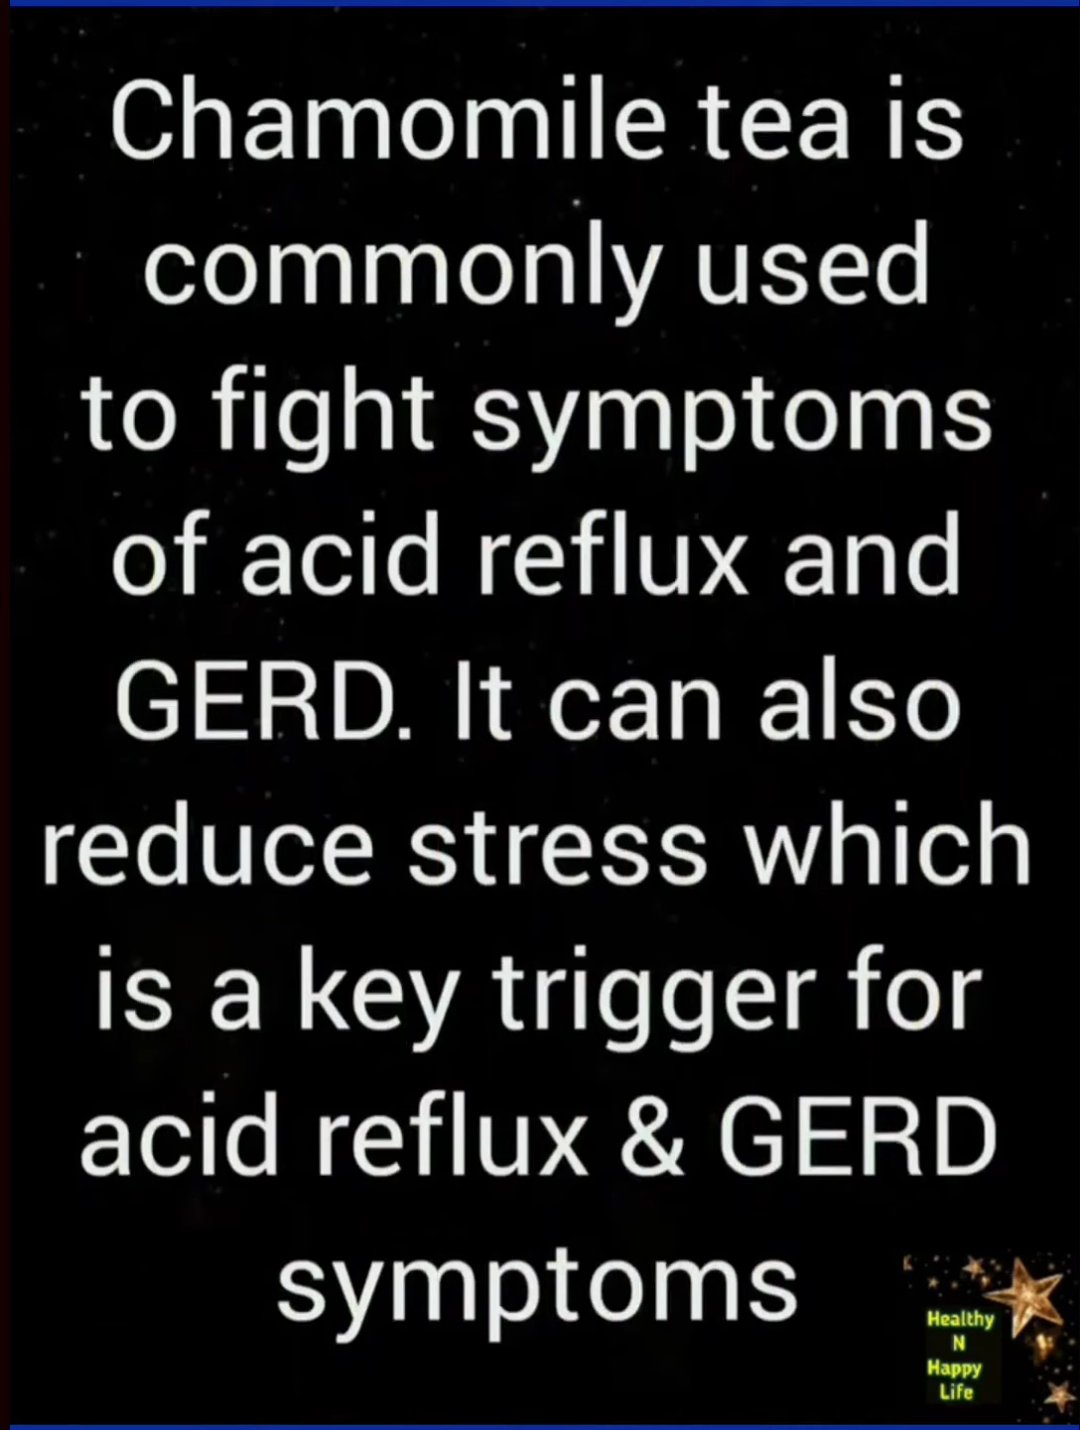 Chamomile tea is
commonly used
to fight symptoms
of acid reflux and
GERD. It can also
reduce stress which
is a key trigger for
acid reflux & GERD
symptoms
Healthy
N
Happy
Life